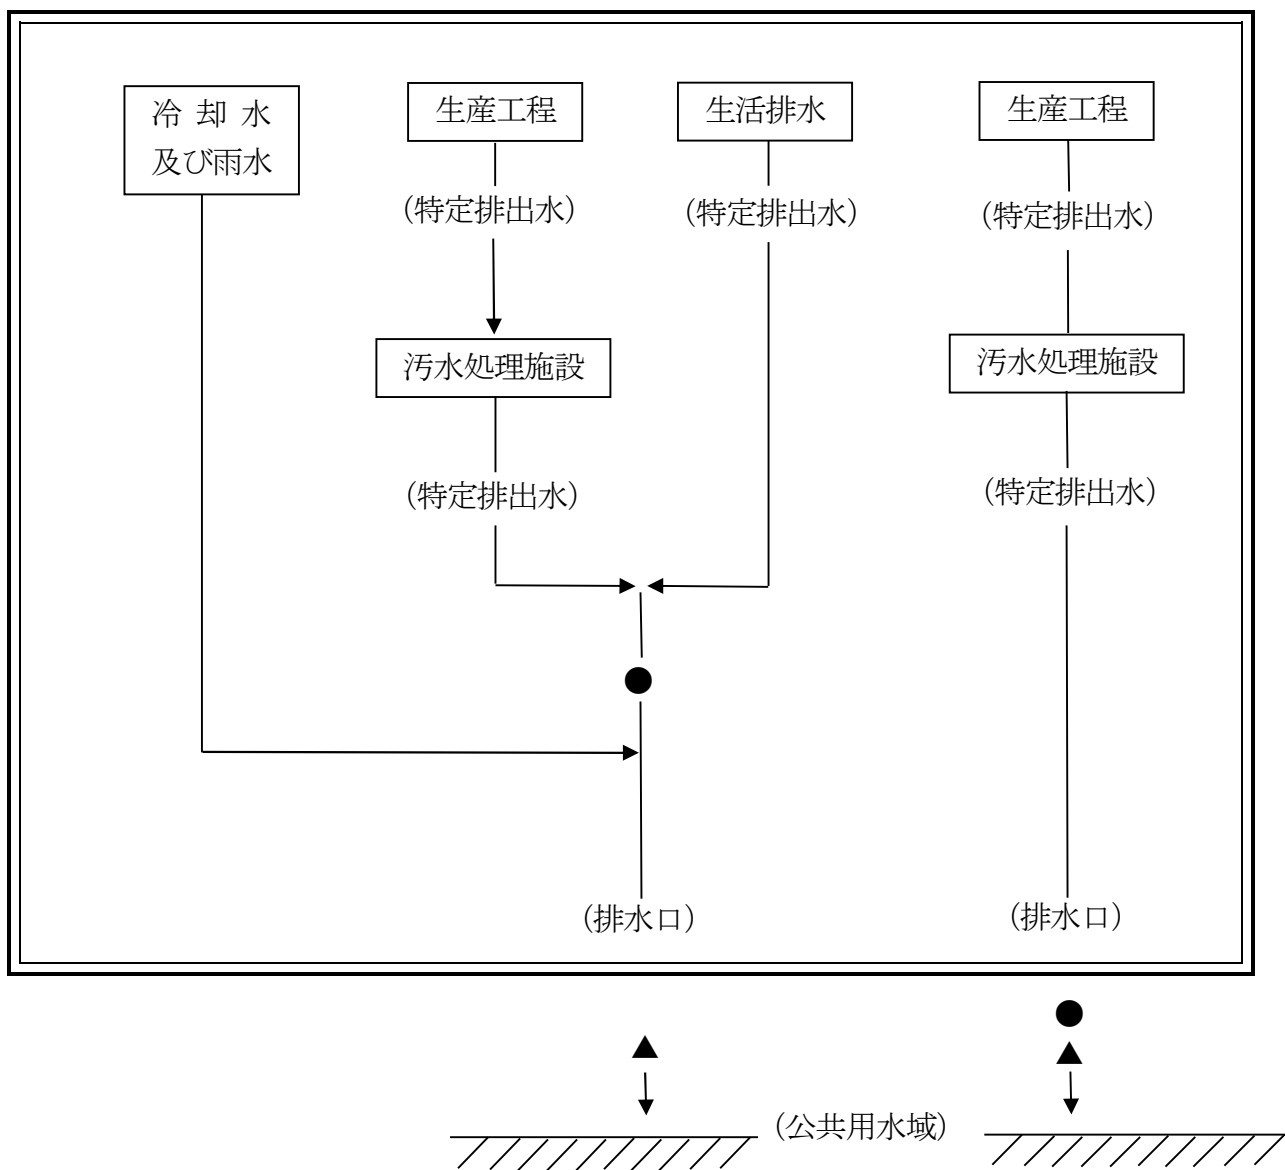 冷 却 水
及び雨水
生産工程
生活排水
生産工程
(特定排出水)
(特定排出水)
(特定排出水)
汚水処理施設
汚水処理施設
(特定排出水)
(特定排出水)
(排水口)
(排水口)
(公共用水域)